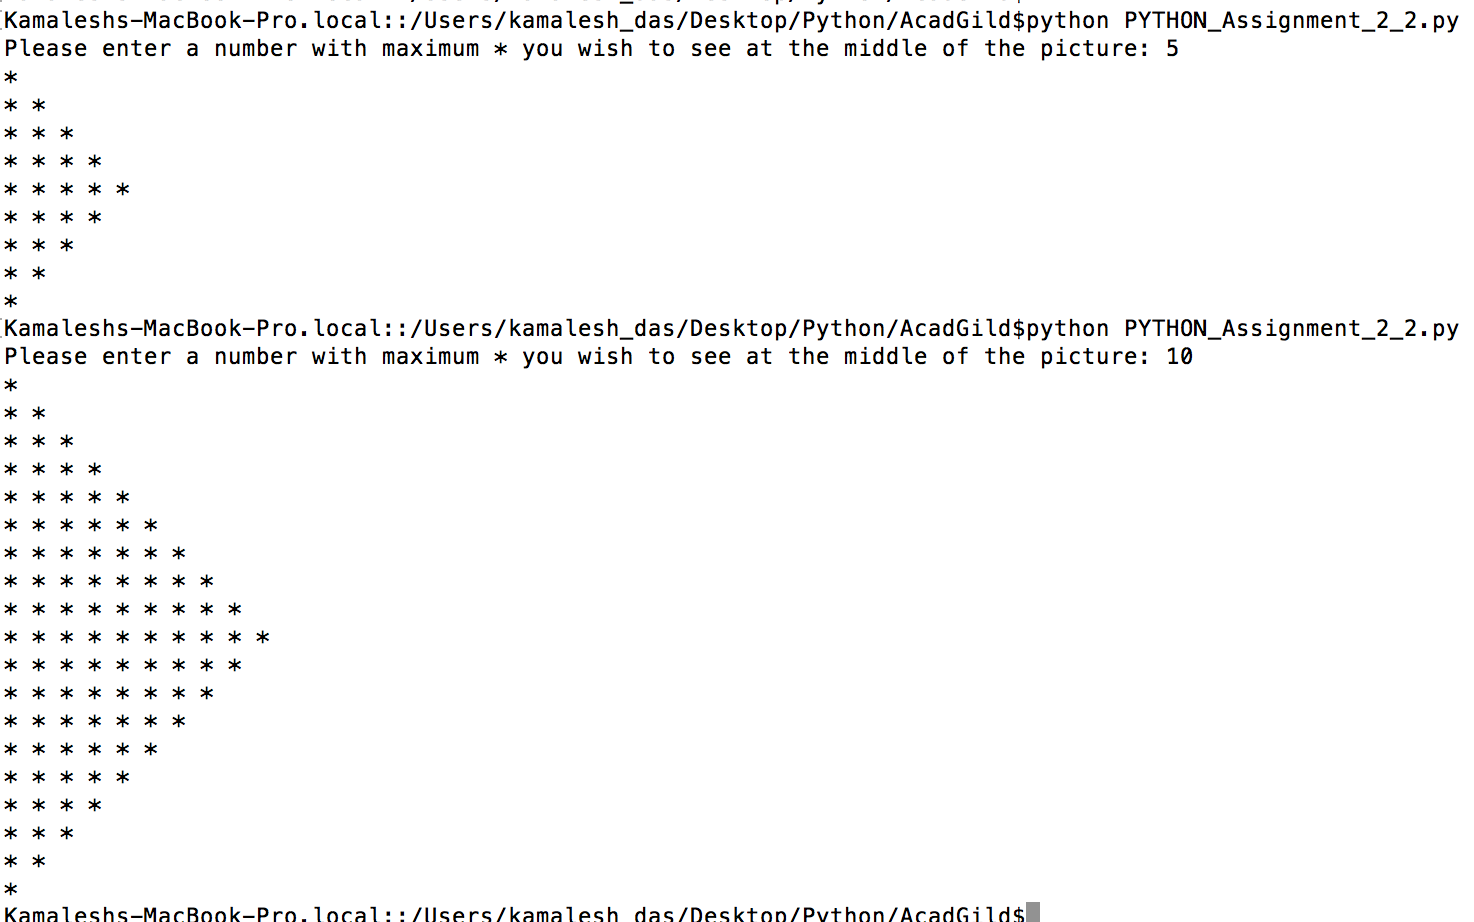 Kamaleshs-MacBook-Pro.local::/Users/kamalesh_das/Desktop/Python/AcadGild$python PYTHON_Assignment_2_2.py
Please enter a number with maximum * you wish to see at the middle of the picture: 5
*
* *
* * *
* * * *
* * * * *
* * * *
* * *
* *
*
Kamaleshs-MacBook-Pro.local::/Users/kamalesh_das/Desktop/Python/AcadGild$python PYTHON_Assignment_2_2.py
Please enter a number with maximum * you wish to see at the middle of the picture: 10
*
* *
* * *
* * * *
* * * * *
* * * * * *
* * * * * * *
* * * * * * * *
* * * * * * * * *
* * * * * * * * * *
* * * * * * * * *
* * * * * * * *
* * * * * * *
* * * * * *
* * * * *
* * * *
* * *
* *
*
Kamaleshs-MacBook-Pro.local::/Users/kamalesh_das/Desktop/Python/AcadGild$